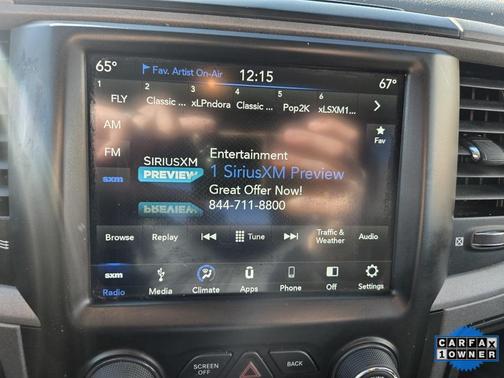 65°
Fav. Artist On-Air
12:15
67°
1 2 3 4 5 6
FLY Classic ... xLPndora Classic ... Pop2K xLSXM1...
AM
FM
sxm
Fav
SIRIUSXM
PREVIEW
Entertainment
1 SiriusXM Preview
Great Offer Now!
844-711-8800
Browse Replay Tune Traffic & Weather Audio
sxm
Radio Media Climate Apps Phone Off Settings
SCREEN OFF
BACK
CARFAX
1 OWNER